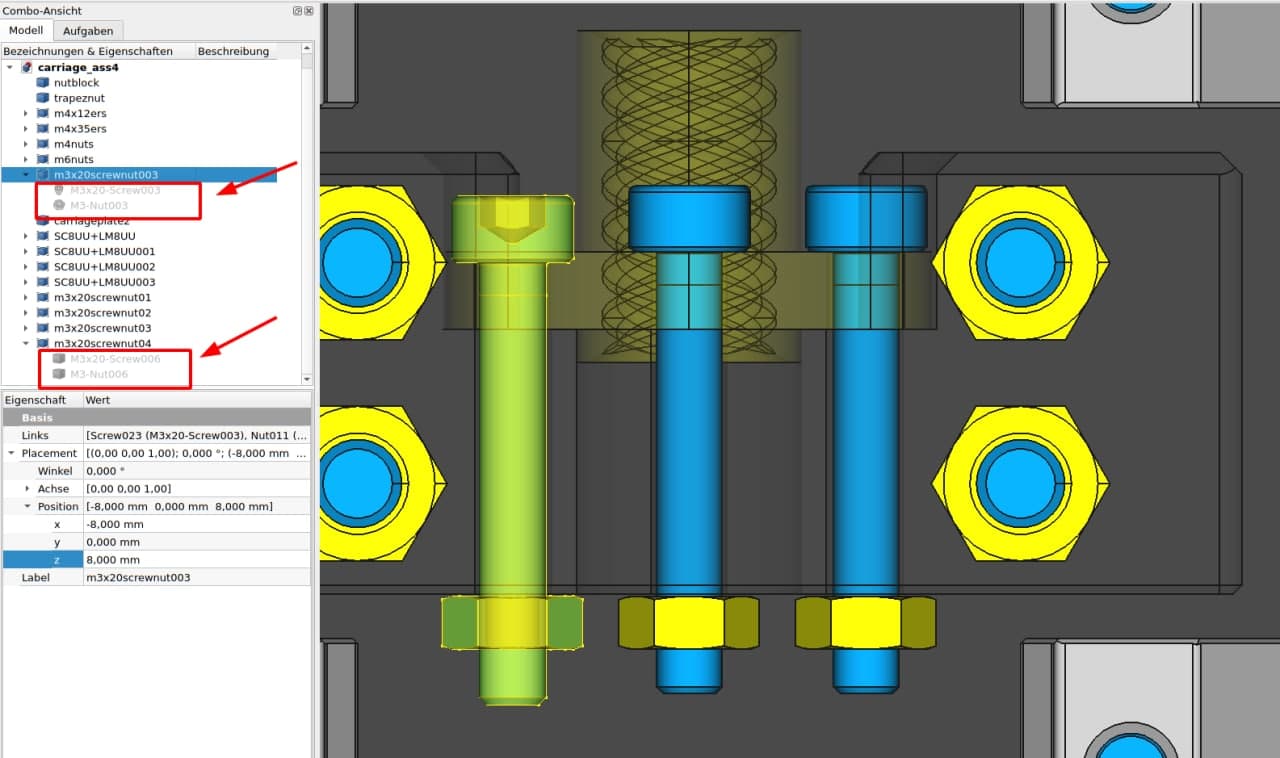 Combo-Ansicht
Modell Aufgaben
Bezeichnungen & Eigenschaften Beschreibung
carriage_ass4
nutblock
trapeznut
m4x12ers
m4x35ers
m4nuts
m6nuts
m3x20screwnut003
M3x20-Screw003
M3-Nut003
carriageplate2
SC8UU+LM8UU
SC8UU+LM8UU001
SC8UU+LM8UU002
SC8UU+LM8UU003
m3x20screwnut01
m3x20screwnut02
m3x20screwnut03
m3x20screwnut04
M3x20-Screw006
M3-Nut006
Eigenschaft Wert
Basis
Links [Screw023 (M3x20-Screw003), Nut011 (...
Placement [(0,00 0,00 1,00); 0,000 °; (-8,000 mm ...
Winkel 0,000 °
Achse [0,00 0,00 1,00]
Position [-8,000 mm 0,000 mm 8,000 mm]
x -8,000 mm
y 0,000 mm
z 8,000 mm
Label m3x20screwnut003